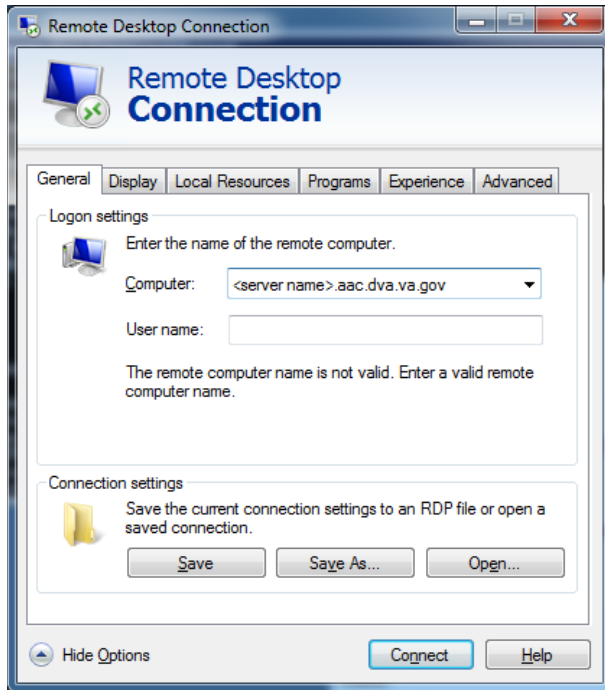 Remote Desktop Connection
Remote Desktop
Connection
General Display Local Resources Programs Experience Advanced
Logon settings
Enter the name of the remote computer.
Computer: <server name>.aac.dva.va.gov
User name:
The remote computer name is not valid. Enter a valid remote
computer name.
Connection settings
Save the current connection settings to an RDP file or open a
saved connection.
Save Save As... Open...
Hide Options Connect Help